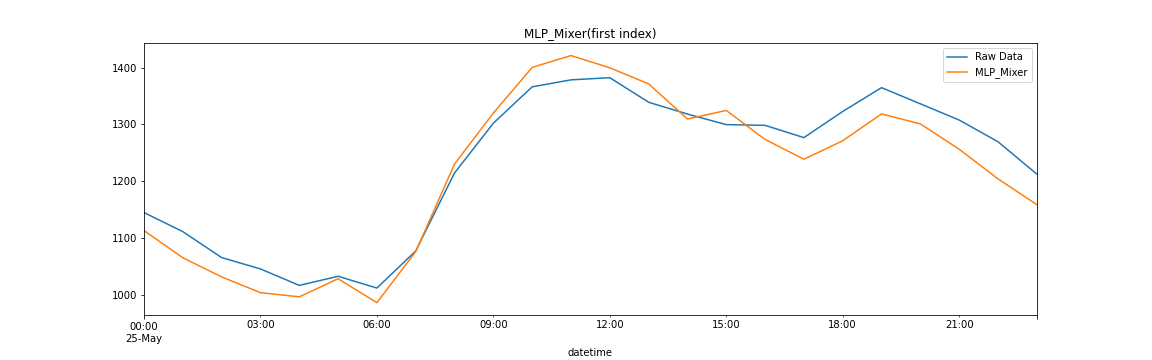 MLP_Mixer(first index)
Raw Data
MLP_Mixer
1400
1300
1200
1100
1000
00:00 03:00 06:00 09:00 12:00 15:00 18:00 21:00
25-May
datetime